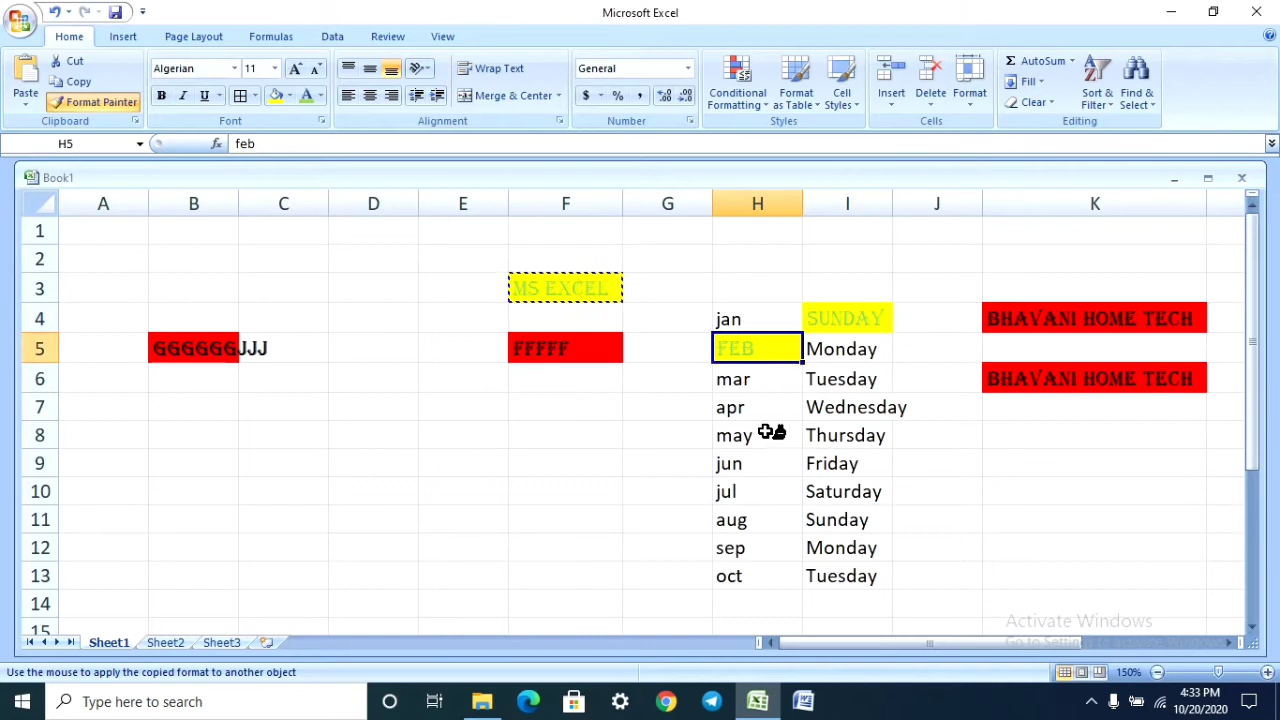 Microsoft Excel
Home Insert Page Layout Formulas Data Review View
Paste
Cut
Copy
Format Painter
Clipboard
Algerian 11
B I U
Font
Wrap Text
Merge & Center
Alignment
General
$ % ,
Number
Conditional Formatting
Format as Table
Cell Styles
Styles
Insert
Delete
Format
Cells
AutoSum
Fill
Clear
Sort & Filter
Find & Select
Editing
H5 fx feb
Book1
A B C D E F G H I J K
1
2
3 MS EXCEL
4 jan SUNDAY BHAVANI HOME TECH
5 GGGGGGJJJ FFFFF FEB Monday
6 mar Tuesday BHAVANI HOME TECH
7 apr Wednesday
8 may Thursday
9 jun Friday
10 jul Saturday
11 aug Sunday
12 sep Monday
13 oct Tuesday
14
15
Activate Windows
Sheet1 Sheet2 Sheet3
Use the mouse to apply the copied format to another object
150%
Type here to search
4:33 PM
10/20/2020